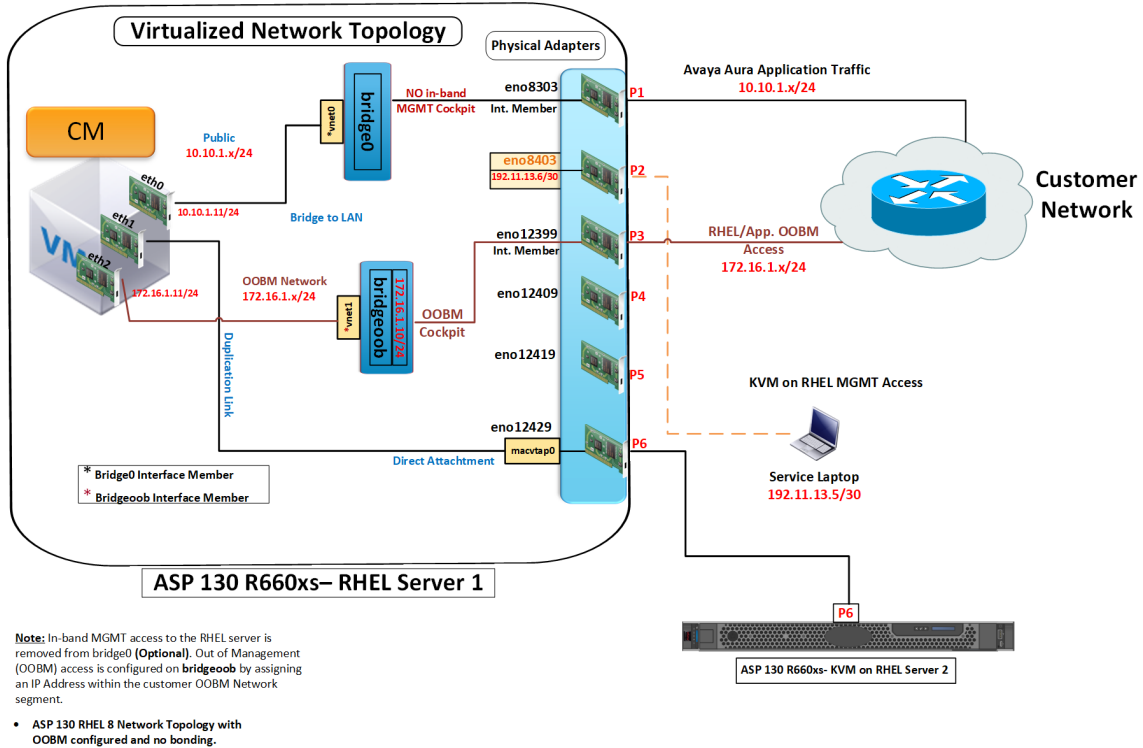 Virtualized Network Topology
Physical Adapters
CM
VM
eth0
eth1
eth2
Public
10.10.1.x/24
10.10.1.11/24
172.16.1.11/24
*vnet0
bridge0
NO in-band
MGMT Cockpit
Bridge to LAN
OOBM Network
172.16.1.x/24
*vnet1
bridgeoob
172.16.1.10/24
OOBM
Cockpit
Duplication Link
Direct Attachtment
macvtap0
eno8303
Int. Member
eno8403
192.11.13.6/30
eno12399
Int. Member
eno12409
eno12419
eno12429
P1
P2
P3
P4
P5
P6
Avaya Aura Application Traffic
10.10.1.x/24
Customer
Network
RHEL/App. OOBM
Access
172.16.1.x/24
KVM on RHEL MGMT Access
Service Laptop
192.11.13.5/30
* Bridge0 Interface Member
* Bridgeoob Interface Member
ASP 130 R660xs– RHEL Server 1
P6
ASP 130 R660xs- KVM on RHEL Server 2
Note: In-band MGMT access to the RHEL server is
removed from bridge0 (Optional). Out of Management
(OOBM) access is configured on bridgeoob by assigning
an IP Address within the customer OOBM Network
segment.
• ASP 130 RHEL 8 Network Topology with
OOBM configured and no bonding.